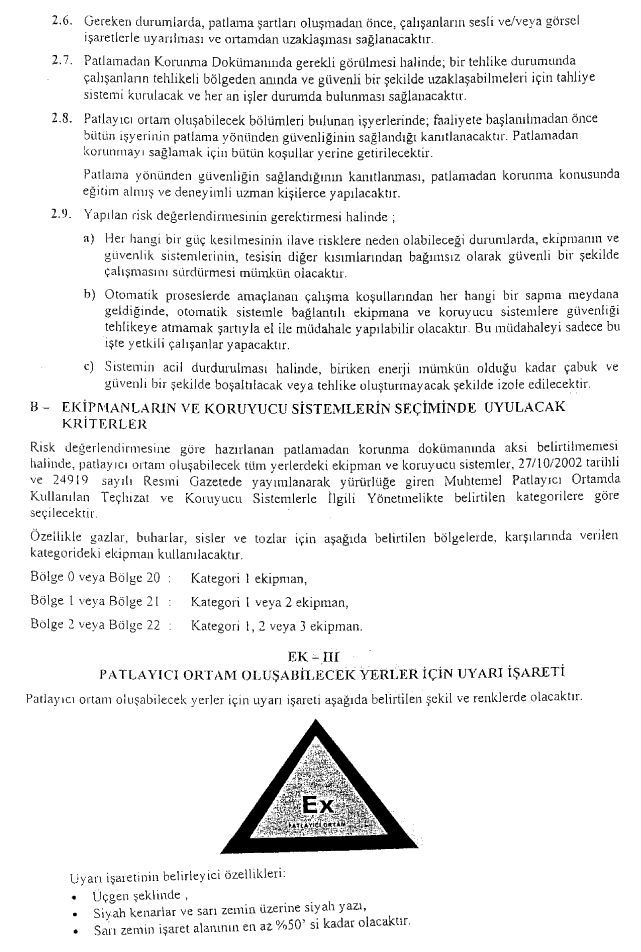 2.6. Gereken durumlarda, patlama şartları oluşmadan önce, çalışanların sesli ve/veya görsel
işaretlerle uyarılması ve ortamdan uzaklaşması sağlanacaktır.
2.7. Patlamadan Korunma Dokümanında gerekli görülmesi halinde; bir tehlike durumunda
çalışanların tehlikeli bölgeden anında ve güvenli bir şekilde uzaklaşabilmeleri için tahliye
sistemi kurulacak ve her an işler durumda bulunması sağlanacaktır.
2.8. Patlayıcı ortam oluşabilecek bölümleri bulunan işyerlerinde; faaliyete başlanılmadan önce
bütün işyerinin patlama yönünden güvenliğinin sağlandığı kanıtlanacaktır. Patlamadan
korunmayı sağlamak için bütün koşullar yerine getirilecektir.
Patlama yönünden güvenliğin sağlandığının kanıtlanması, patlamadan korunma konusunda
eğitim almış ve deneyimli uzman kişilerce yapılacaktır.
2.9. Yapılan risk değerlendirmesinin gerektirmesi halinde ;
a) Her hangi bir güç kesilmesinin ilave risklere neden olabileceği durumlarda, ekipmanın ve
güvenlik sistemlerinin, tesisin diğer kısımlarından bağımsız olarak güvenli bir şekilde
çalışmasını sürdürmesi mümkün olacaktır.
b) Otomatik proseslerde amaçlanan çalışma koşullarından her hangi bir sapma meydana
geldiğinde, otomatik sistemle bağlantılı ekipmana ve koruyucu sistemlere güvenliği
tehlikeye atmamak şartıyla el ile müdahale yapılabilir olacaktır. Bu müdahaleyi sadece bu
işte yetkili çalışanlar yapacaktır.
c) Sistemin acil durdurulması halinde, biriken enerji mümkün olduğu kadar çabuk ve
güvenli bir şekilde boşaltılacak veya tehlike oluşturmayacak şekilde izole edilecektir.
B – EKİPMANLARIN VE KORUYUCU SİSTEMLERİN SEÇİMİNDE UYULACAK
KRİTERLER
Risk değerlendirmesine göre hazırlanan patlamadan korunma dokümanında aksi belirtilmemesi
halinde, patlayıcı ortam oluşabilecek tüm yerlerdeki ekipman ve koruyucu sistemler, 27/10/2002 tarihli
ve 24919 sayılı Resmi Gazetede yayımlanarak yürürlüğe giren Muhtemel Patlayıcı Ortamda
Kullanılan Teçhizat ve Koruyucu Sistemlerle İlgili Yönetmelikte belirtilen kategorilere göre
seçilecektir.
Özellikle gazlar, buharlar, sisler ve tozlar için aşağıda belirtilen bölgelerde, karşılarında verilen
kategorideki ekipman kullanılacaktır.
Bölge 0 veya Bölge 20 : Kategori 1 ekipman,
Bölge 1 veya Bölge 21 : Kategori 1 veya 2 ekipman,
Bölge 2 veya Bölge 22 : Kategori 1, 2 veya 3 ekipman.
EK – III
PATLAYICI ORTAM OLUŞABİLECEK YERLER İÇİN UYARI İŞARETİ
Patlayıcı ortam oluşabilecek yerler için uyarı işareti aşağıda belirtilen şekil ve renklerde olacaktır.
Ex
PATLAYICI ORTAM
Uyarı işaretinin belirleyici özellikleri:
• Üçgen şeklinde ,
• Siyah kenarlar ve sarı zemin üzerine siyah yazı,
• Sarı zemin işaret alanının en az %50' si kadar olacaktır.